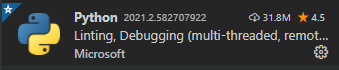 Python 2021.2.582707922 31.8M 4.5
Linting, Debugging (multi-threaded, remot...
Microsoft